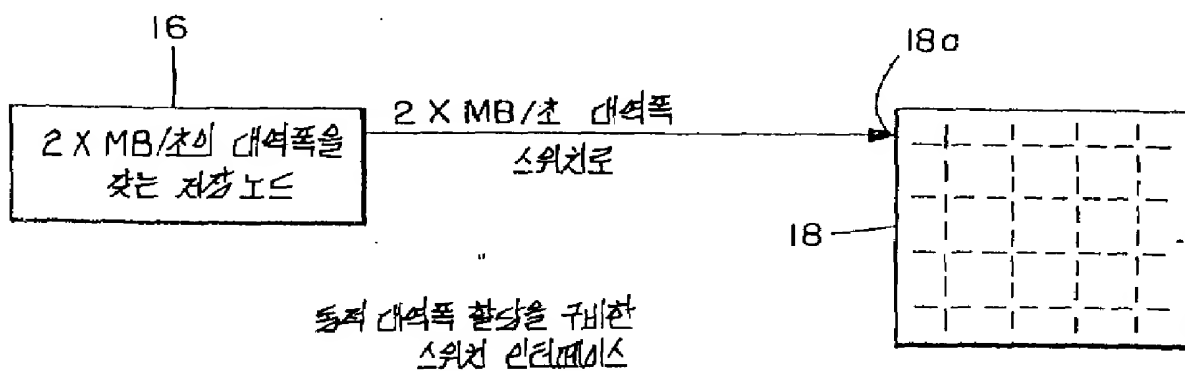 16
18a
2 X MB/초의 대역폭을
갖는 저장노드
2 X MB/초 대역폭
스위치로
18
동적 대역폭 할당을 구비한
스위치 인터페이스